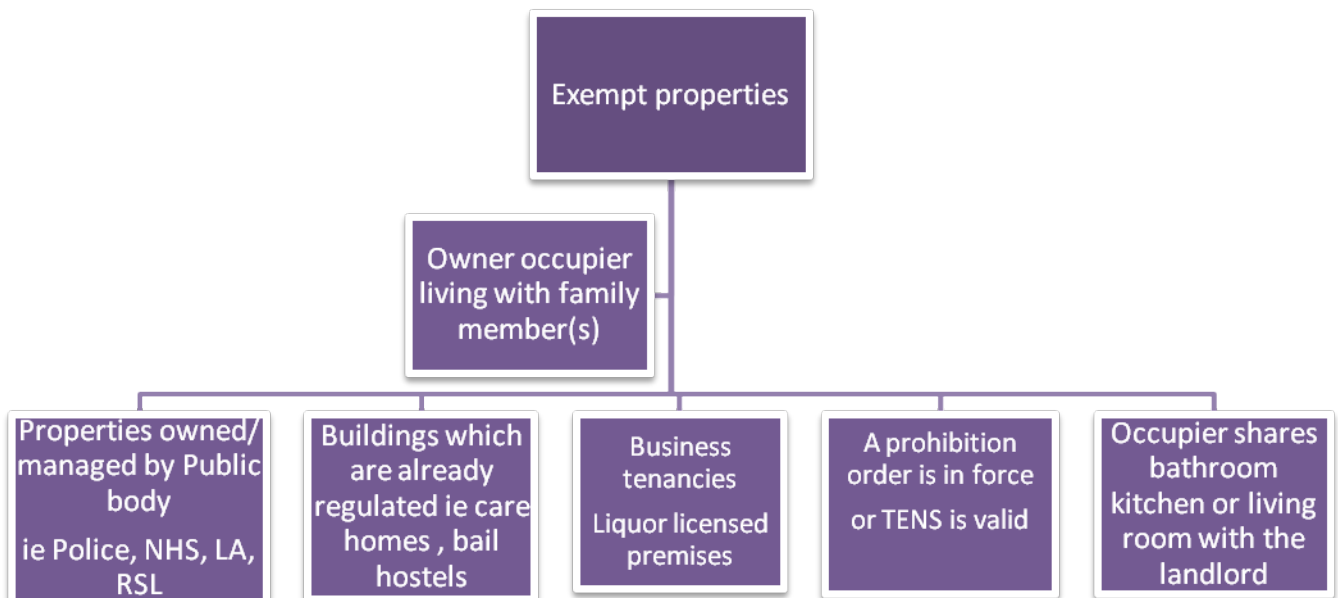 Exempt properties
Owner occupier
living with family
member(s)
Properties owned/
managed by Public
body
ie Police, NHS, LA,
RSL
Buildings which
are already
regulated ie care
homes , bail
hostels
Business
tenancies
Liquor licensed
premises
A prohibition
order is in force
or TENS is valid
Occupier shares
bathroom
kitchen or living
room with the
landlord